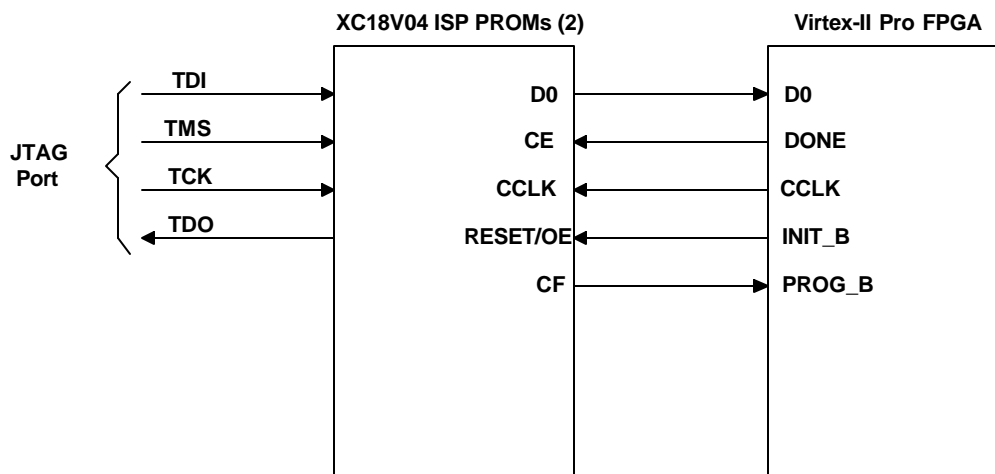 XC18V04 ISP PROMs (2)
Virtex-II Pro FPGA
JTAG
Port
TDI
TMS
TCK
TDO
D0
CE
CCLK
RESET/OE
CF
D0
DONE
CCLK
INIT_B
PROG_B